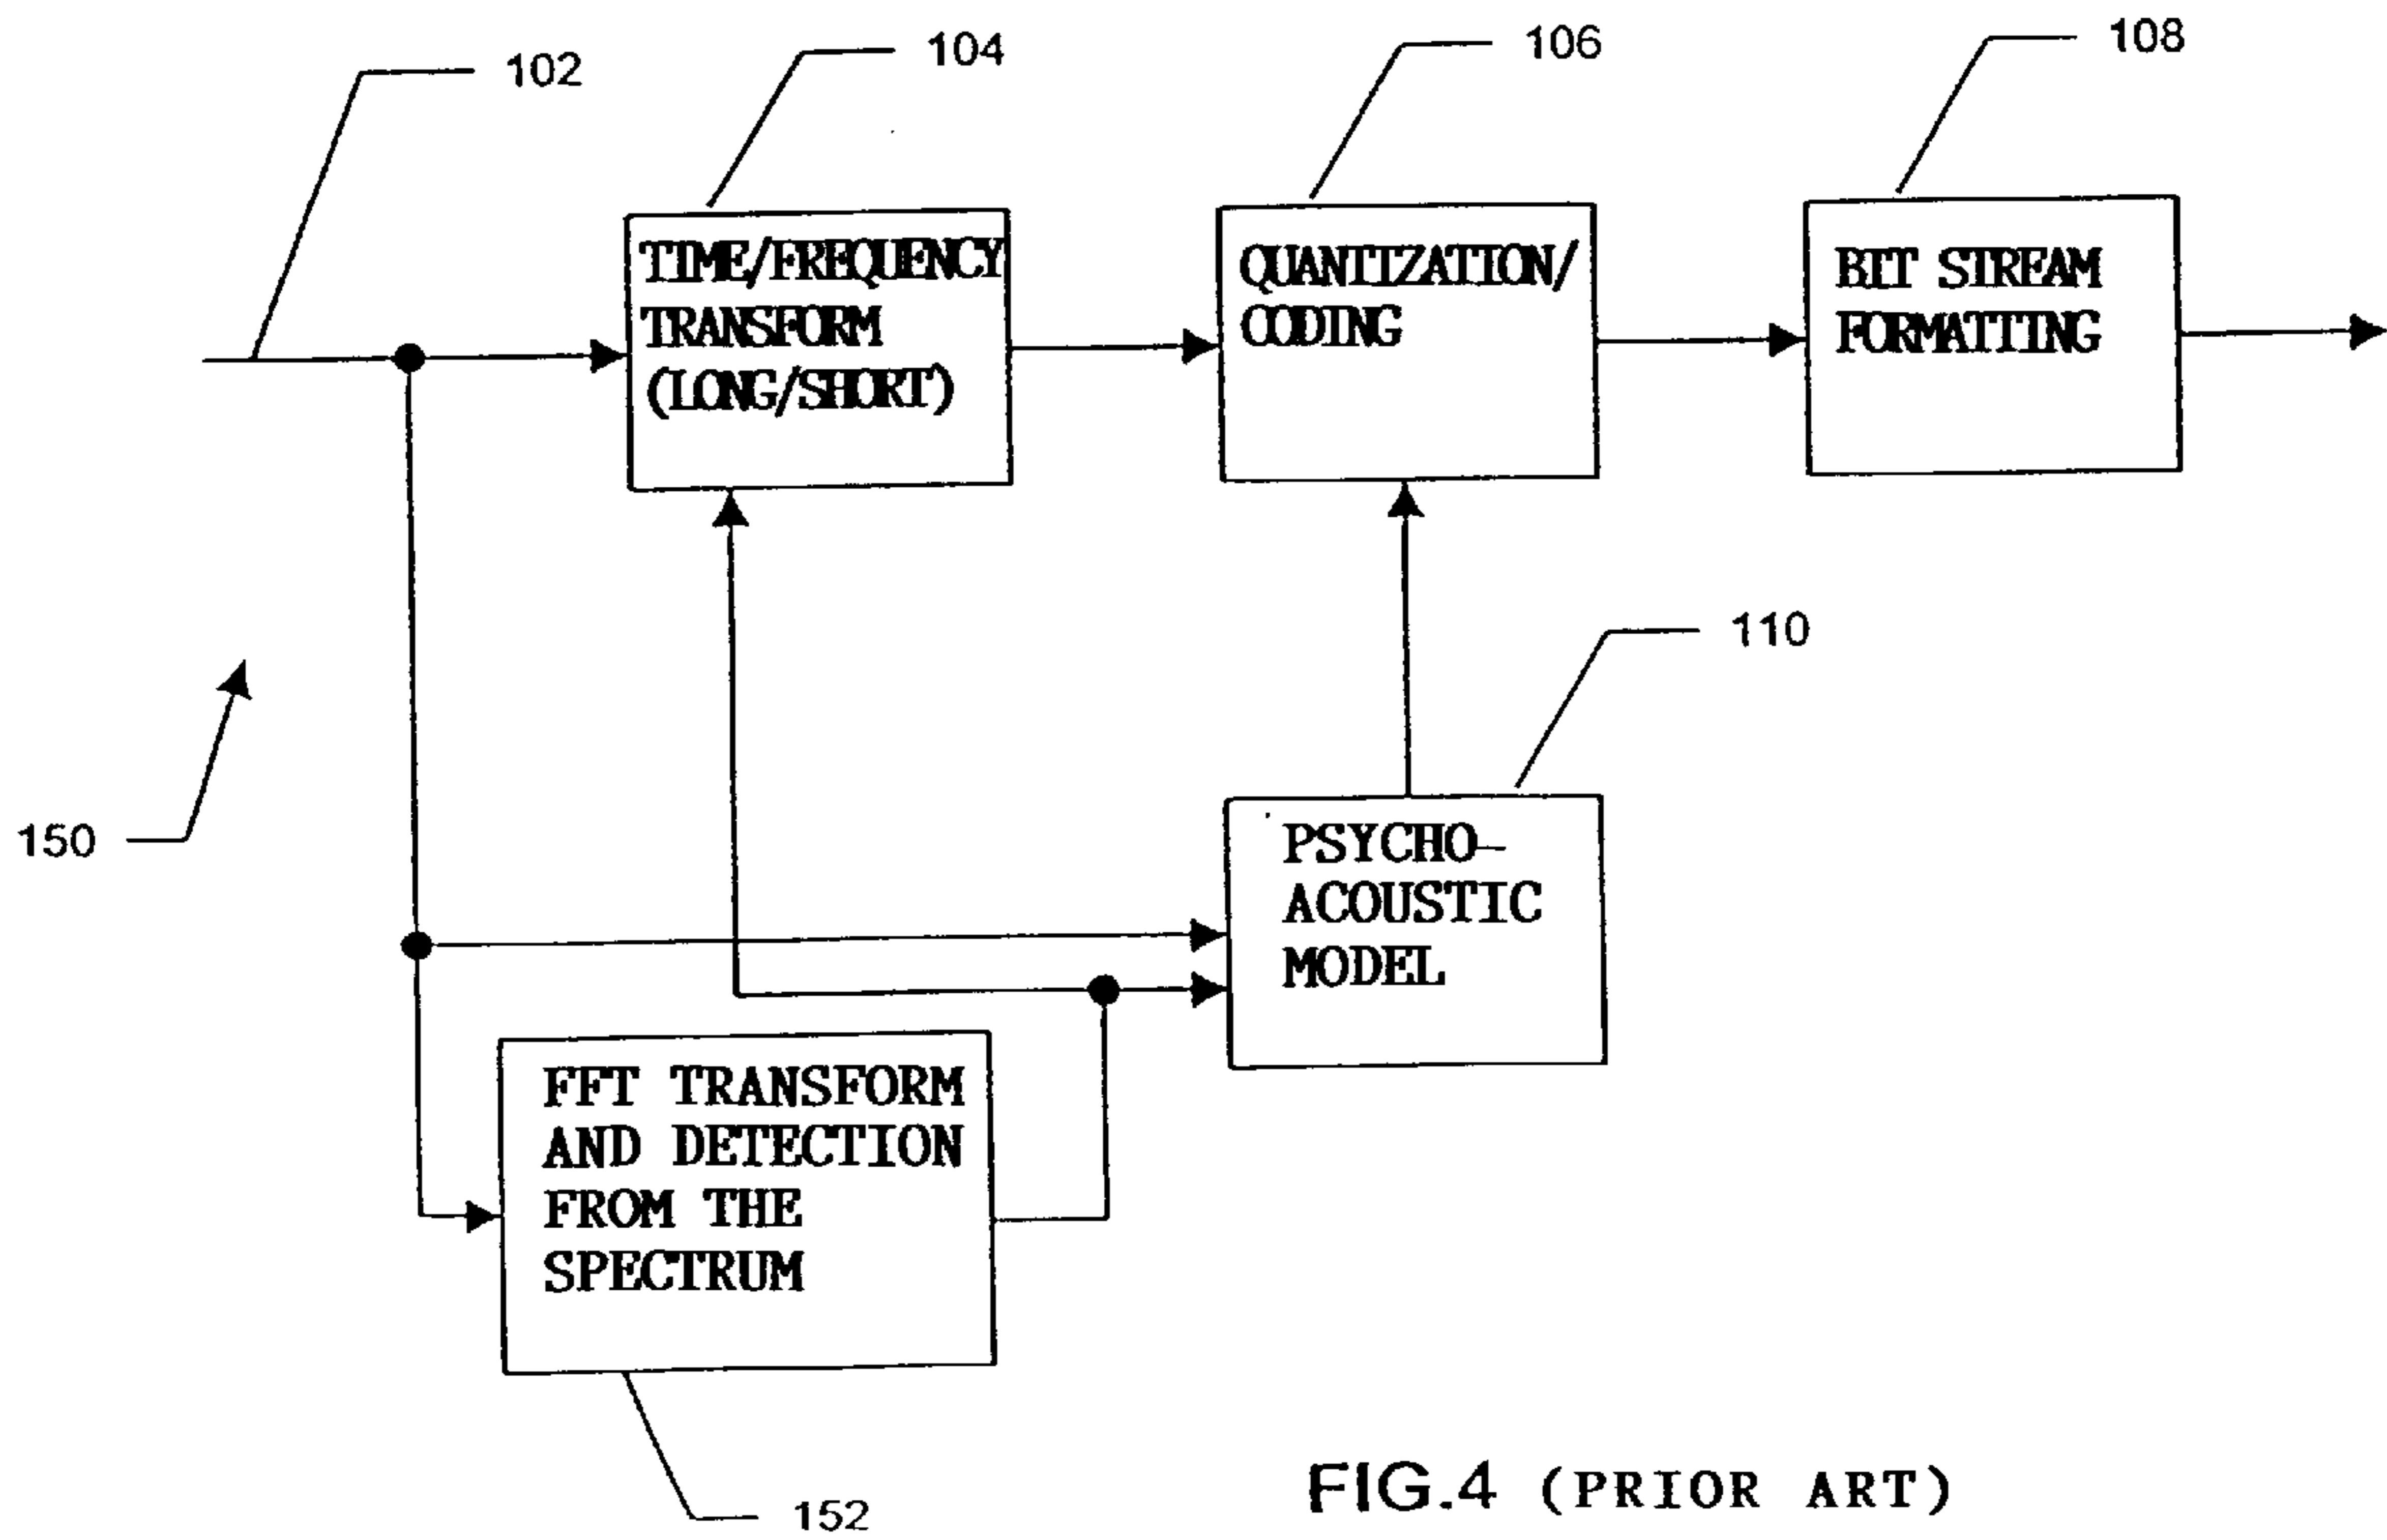 102
104
106
108
TIME/FREQUENCY
TRANSFORM
(LONG/SHORT)
QUANTIZATION/
CODING
BIT STREAM
FORMATTING
110
150
PSYCHO-
ACOUSTIC
MODEL
FFT TRANSFORM
AND DETECTION
FROM THE
SPECTRUM
152
FIG.4 (PRIOR ART)